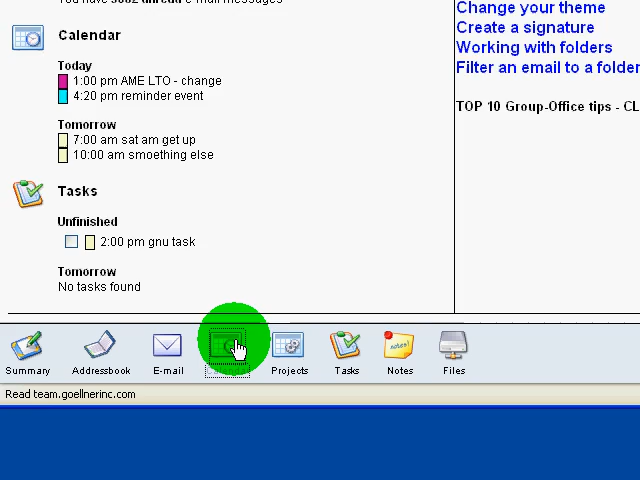 Calendar
Today
1:00 pm AME LTO - change
4:20 pm reminder event
Tomorrow
7:00 am sat am get up
10:00 am smoething else
Tasks
Unfinished
2:00 pm gnu task
Tomorrow
No tasks found
Change your theme
Create a signature
Working with folders
Filter an email to a folder
TOP 10 Group-Office tips - CL
Summary
Addressbook
E-mail
Projects
Tasks
notes!
Notes
Files
Read team.goellnerinc.com